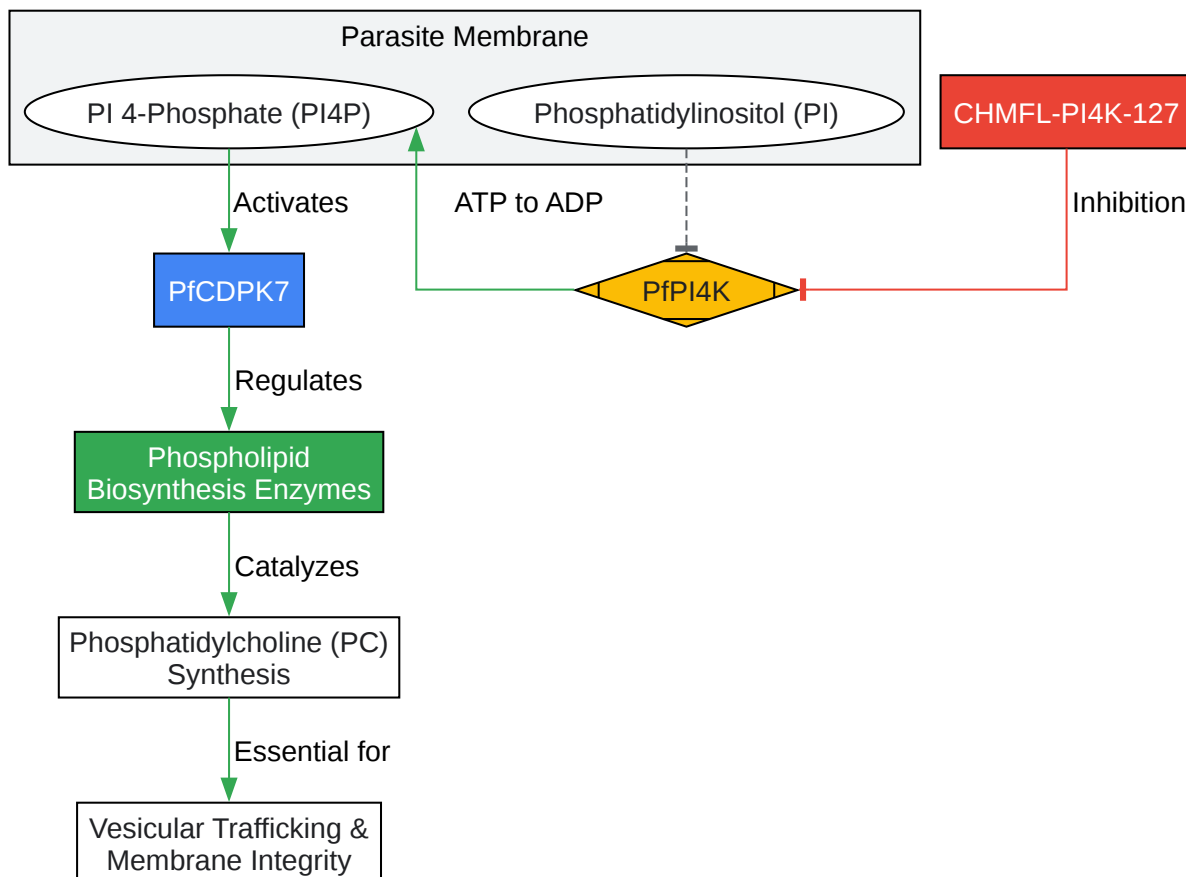 Parasite Membrane
PI 4-Phosphate (PI4P)
Phosphatidylinositol (PI)
CHMFL-PI4K-127
Activates
ATP to ADP
Inhibition
PfCDPK7
PfPI4K
Regulates
Phospholipid
Biosynthesis Enzymes
Catalyzes
Phosphatidylcholine (PC)
Synthesis
Essential for
Vesicular Trafficking &
Membrane Integrity